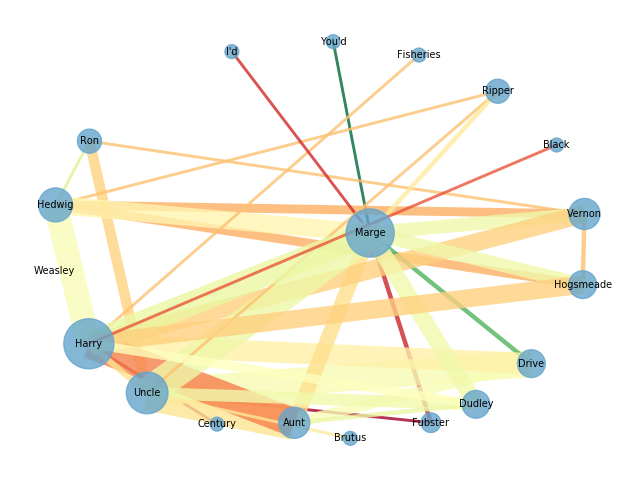 You'd
I'd
Fisheries
Ripper
Ron
Black
Hedwig
Vernon
Marge
Weasley
Hogsmeade
Harry
Drive
Uncle
Dudley
Century
Aunt
Fubster
Brutus